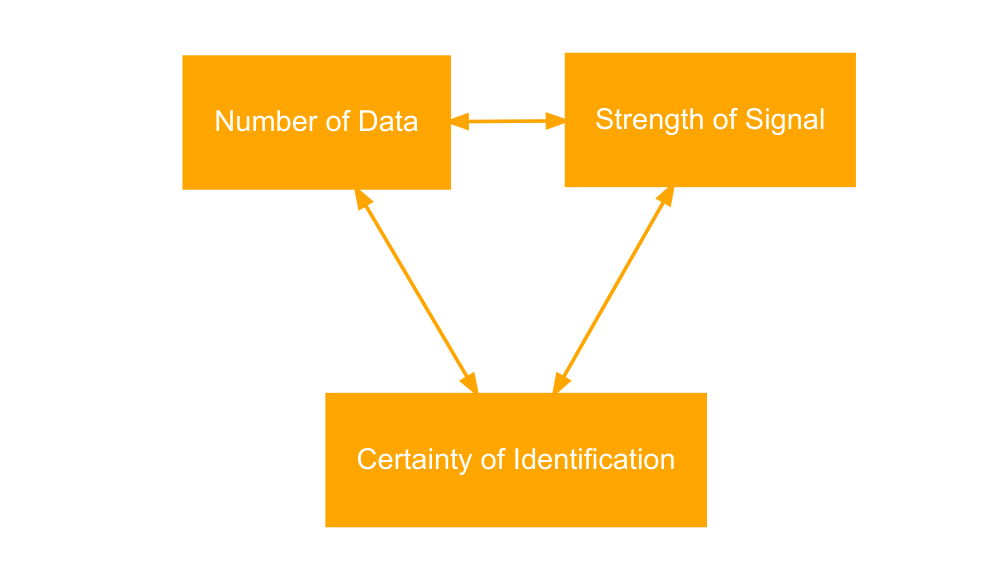 Number of Data
Strength of Signal
Certainty of Identification